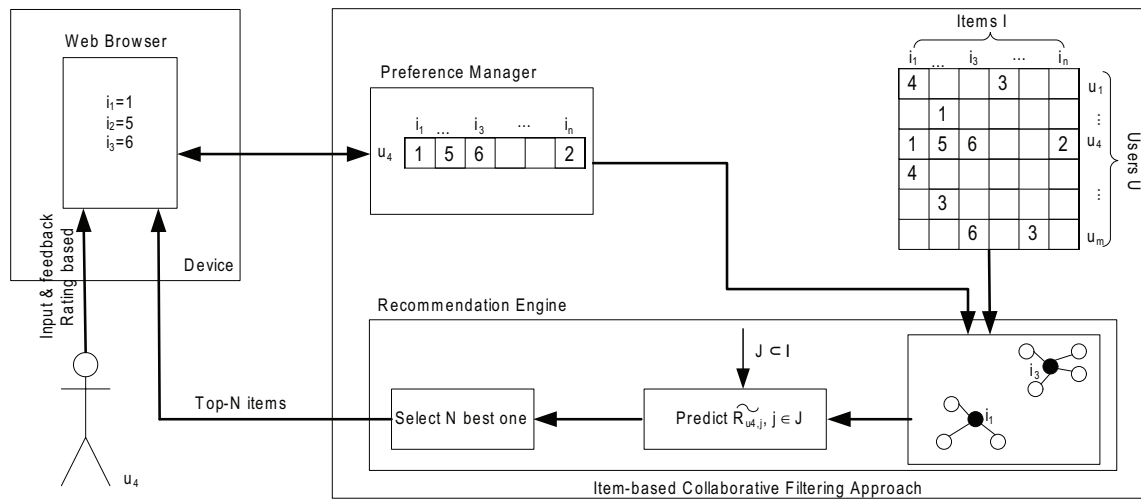 Web Browser
i1=1
i2=5
i3=6
Device
Input & feedback
Rating based
u4
Preference Manager
i1 ... i3 ... in
u4 1 5 6 2
Items I
i1 ... i3 ... in
4 3 u1
1 ...
1 5 6 2 u4
4
3 ...
6 3 um
Users U
Recommendation Engine
J ⊂ I
Top-N items
Select N best one
Predict R̃u4,j, j ∈ J
i3
i1
Item-based Collaborative Filtering Approach